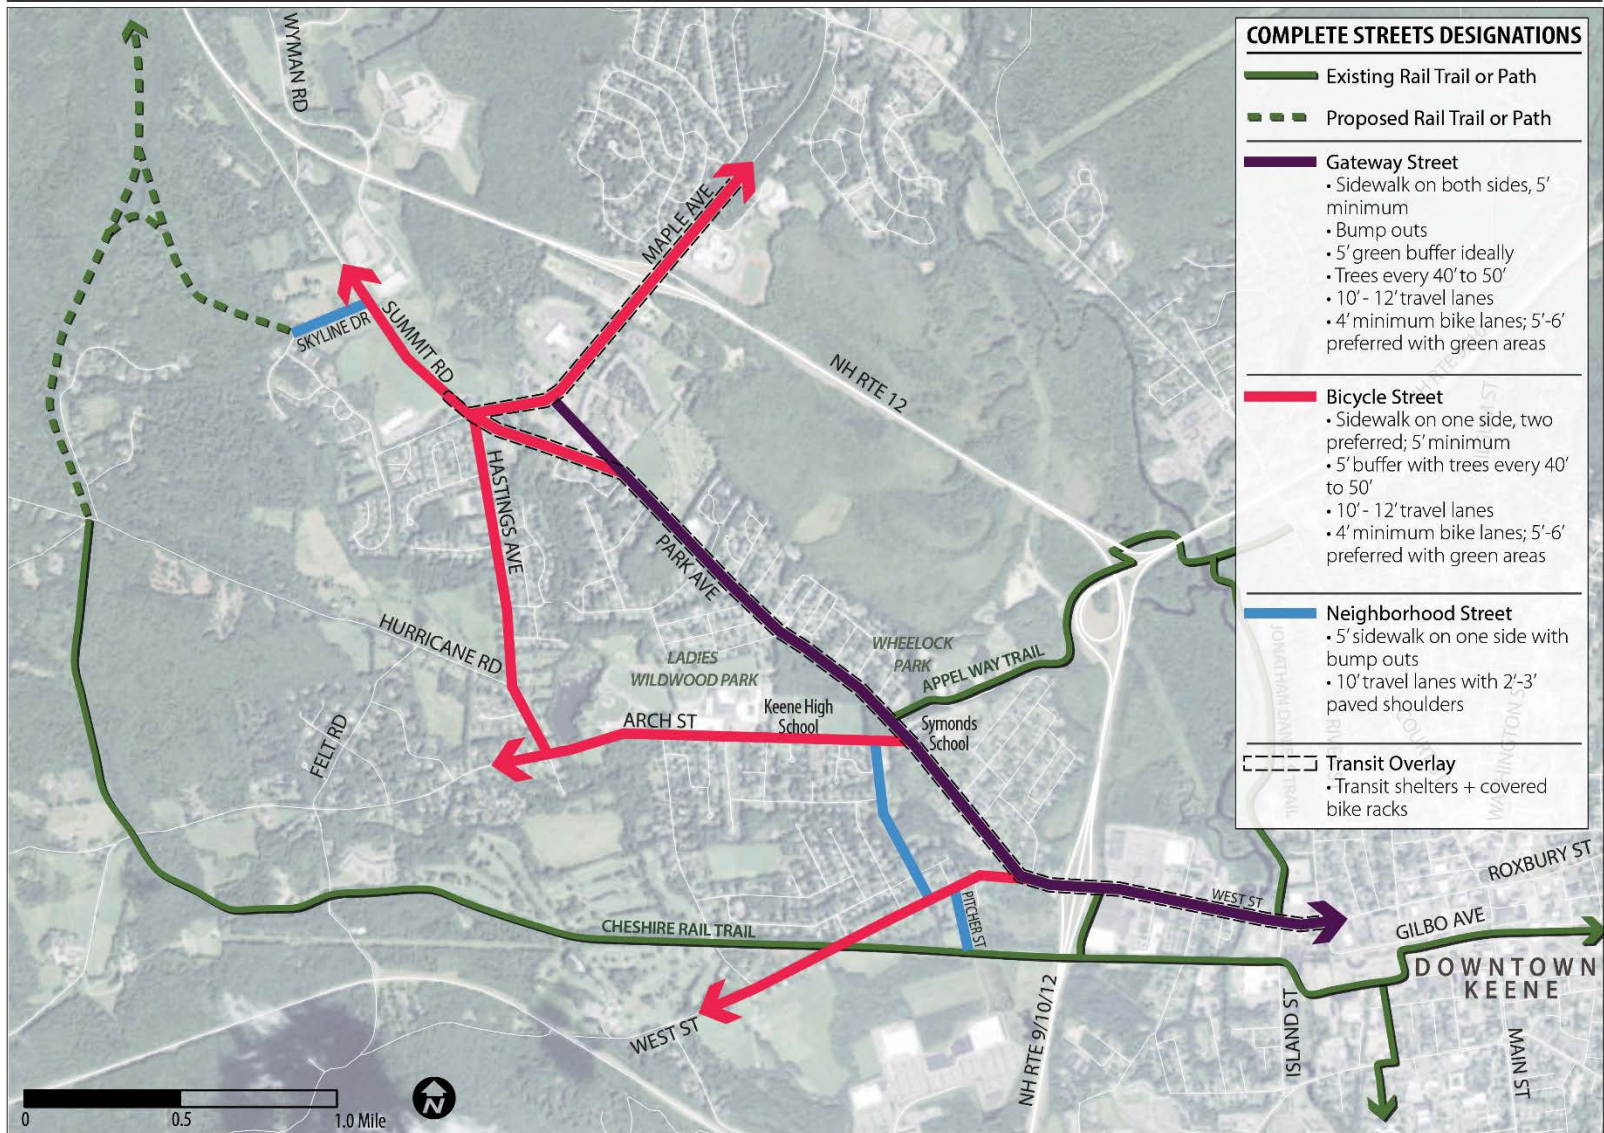 COMPLETE STREETS DESIGNATIONS
Existing Rail Trail or Path
Proposed Rail Trail or Path
Gateway Street
• Sidewalk on both sides, 5'
minimum
• Bump outs
• 5' green buffer ideally
• Trees every 40' to 50'
• 10' - 12' travel lanes
• 4' minimum bike lanes; 5'-6'
preferred with green areas
Bicycle Street
• Sidewalk on one side, two
preferred; 5' minimum
• 5' buffer with trees every 40'
to 50'
• 10' - 12' travel lanes
• 4' minimum bike lanes; 5'-6'
preferred with green areas
Neighborhood Street
• 5' sidewalk on one side with
bump outs
• 10' travel lanes with 2'-3'
paved shoulders
Transit Overlay
• Transit shelters + covered
bike racks
WYMAN RD
MAPLE AVE
SKYLINE DR
SUMMIT RD
NH RTE 12
HASTINGS AVE
PARK AVE
HURRICANE RD
LADIES
WILDWOOD PARK
WHEELOCK
PARK
APPEL WAY TRAIL
FELT RD
ARCH ST
Keene High
School
Symonds
School
PITCHER ST
WEST ST
ROXBURY ST
GILBO AVE
CHESHIRE RAIL TRAIL
DOWNTOWN
KEENE
WEST ST
NH RTE 9/10/12
ISLAND ST
MAIN ST
0
0.5
1.0 Mile
N